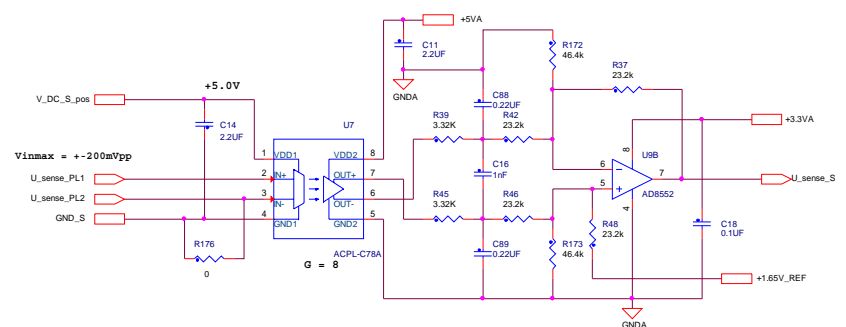 +5VA
C11
2.2UF
GNDA
R172
46.4k
R37
23.2k
+5.0V
V_DC_S_pos
C14
2.2UF
U7
C88
0.22UF
R39
3.32K
R42
23.2k
+3.3VA
Vinmax = +-200mVpp
1
VDD1
VDD2
8
U_sense_PL1
2
IN+
OUT+
7
C16
1nF
8
U9B
6
5
7
AD8552
4
U_sense_S
U_sense_PL2
3
IN-
OUT-
6
R45
3.32K
R46
23.2k
GND_S
4
GND1
GND2
5
R48
23.2k
C18
0.1UF
R176
0
ACPL-C78A
G = 8
C89
0.22UF
R173
46.4k
+1.65V_REF
GNDA